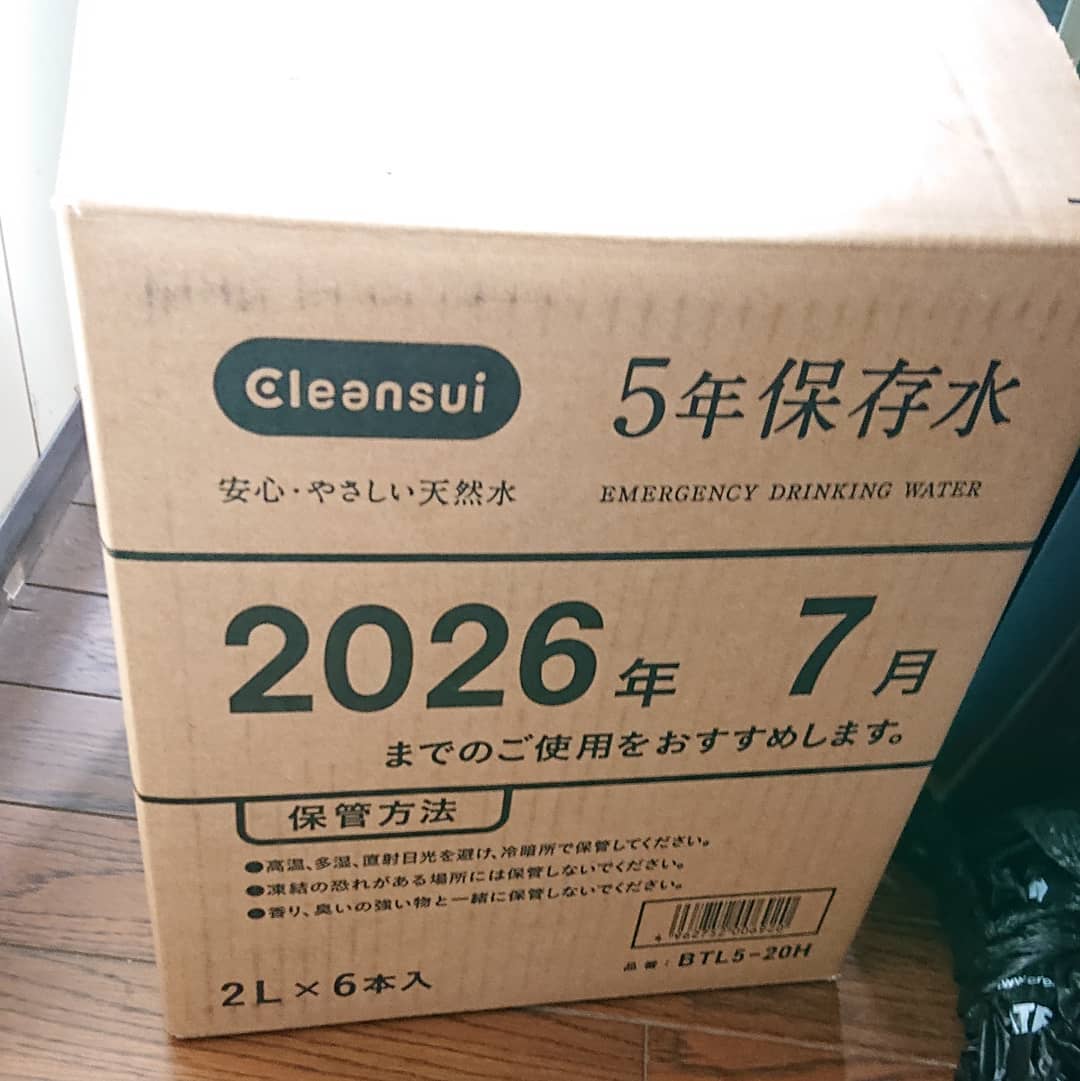 Cleansui
5年保存水
安心・やさしい天然水
EMERGENCY DRINKING WATER
2026年 7月
までのご使用をおすすめします。
保管方法
●高温、多湿、直射日光を避け、冷暗所で保管してください。
●凍結の恐れがある場所には保管しないでください。
●香り、臭いの強い物と一緒に保管しないでください。
品番：BTL5-20H
2L×6本入